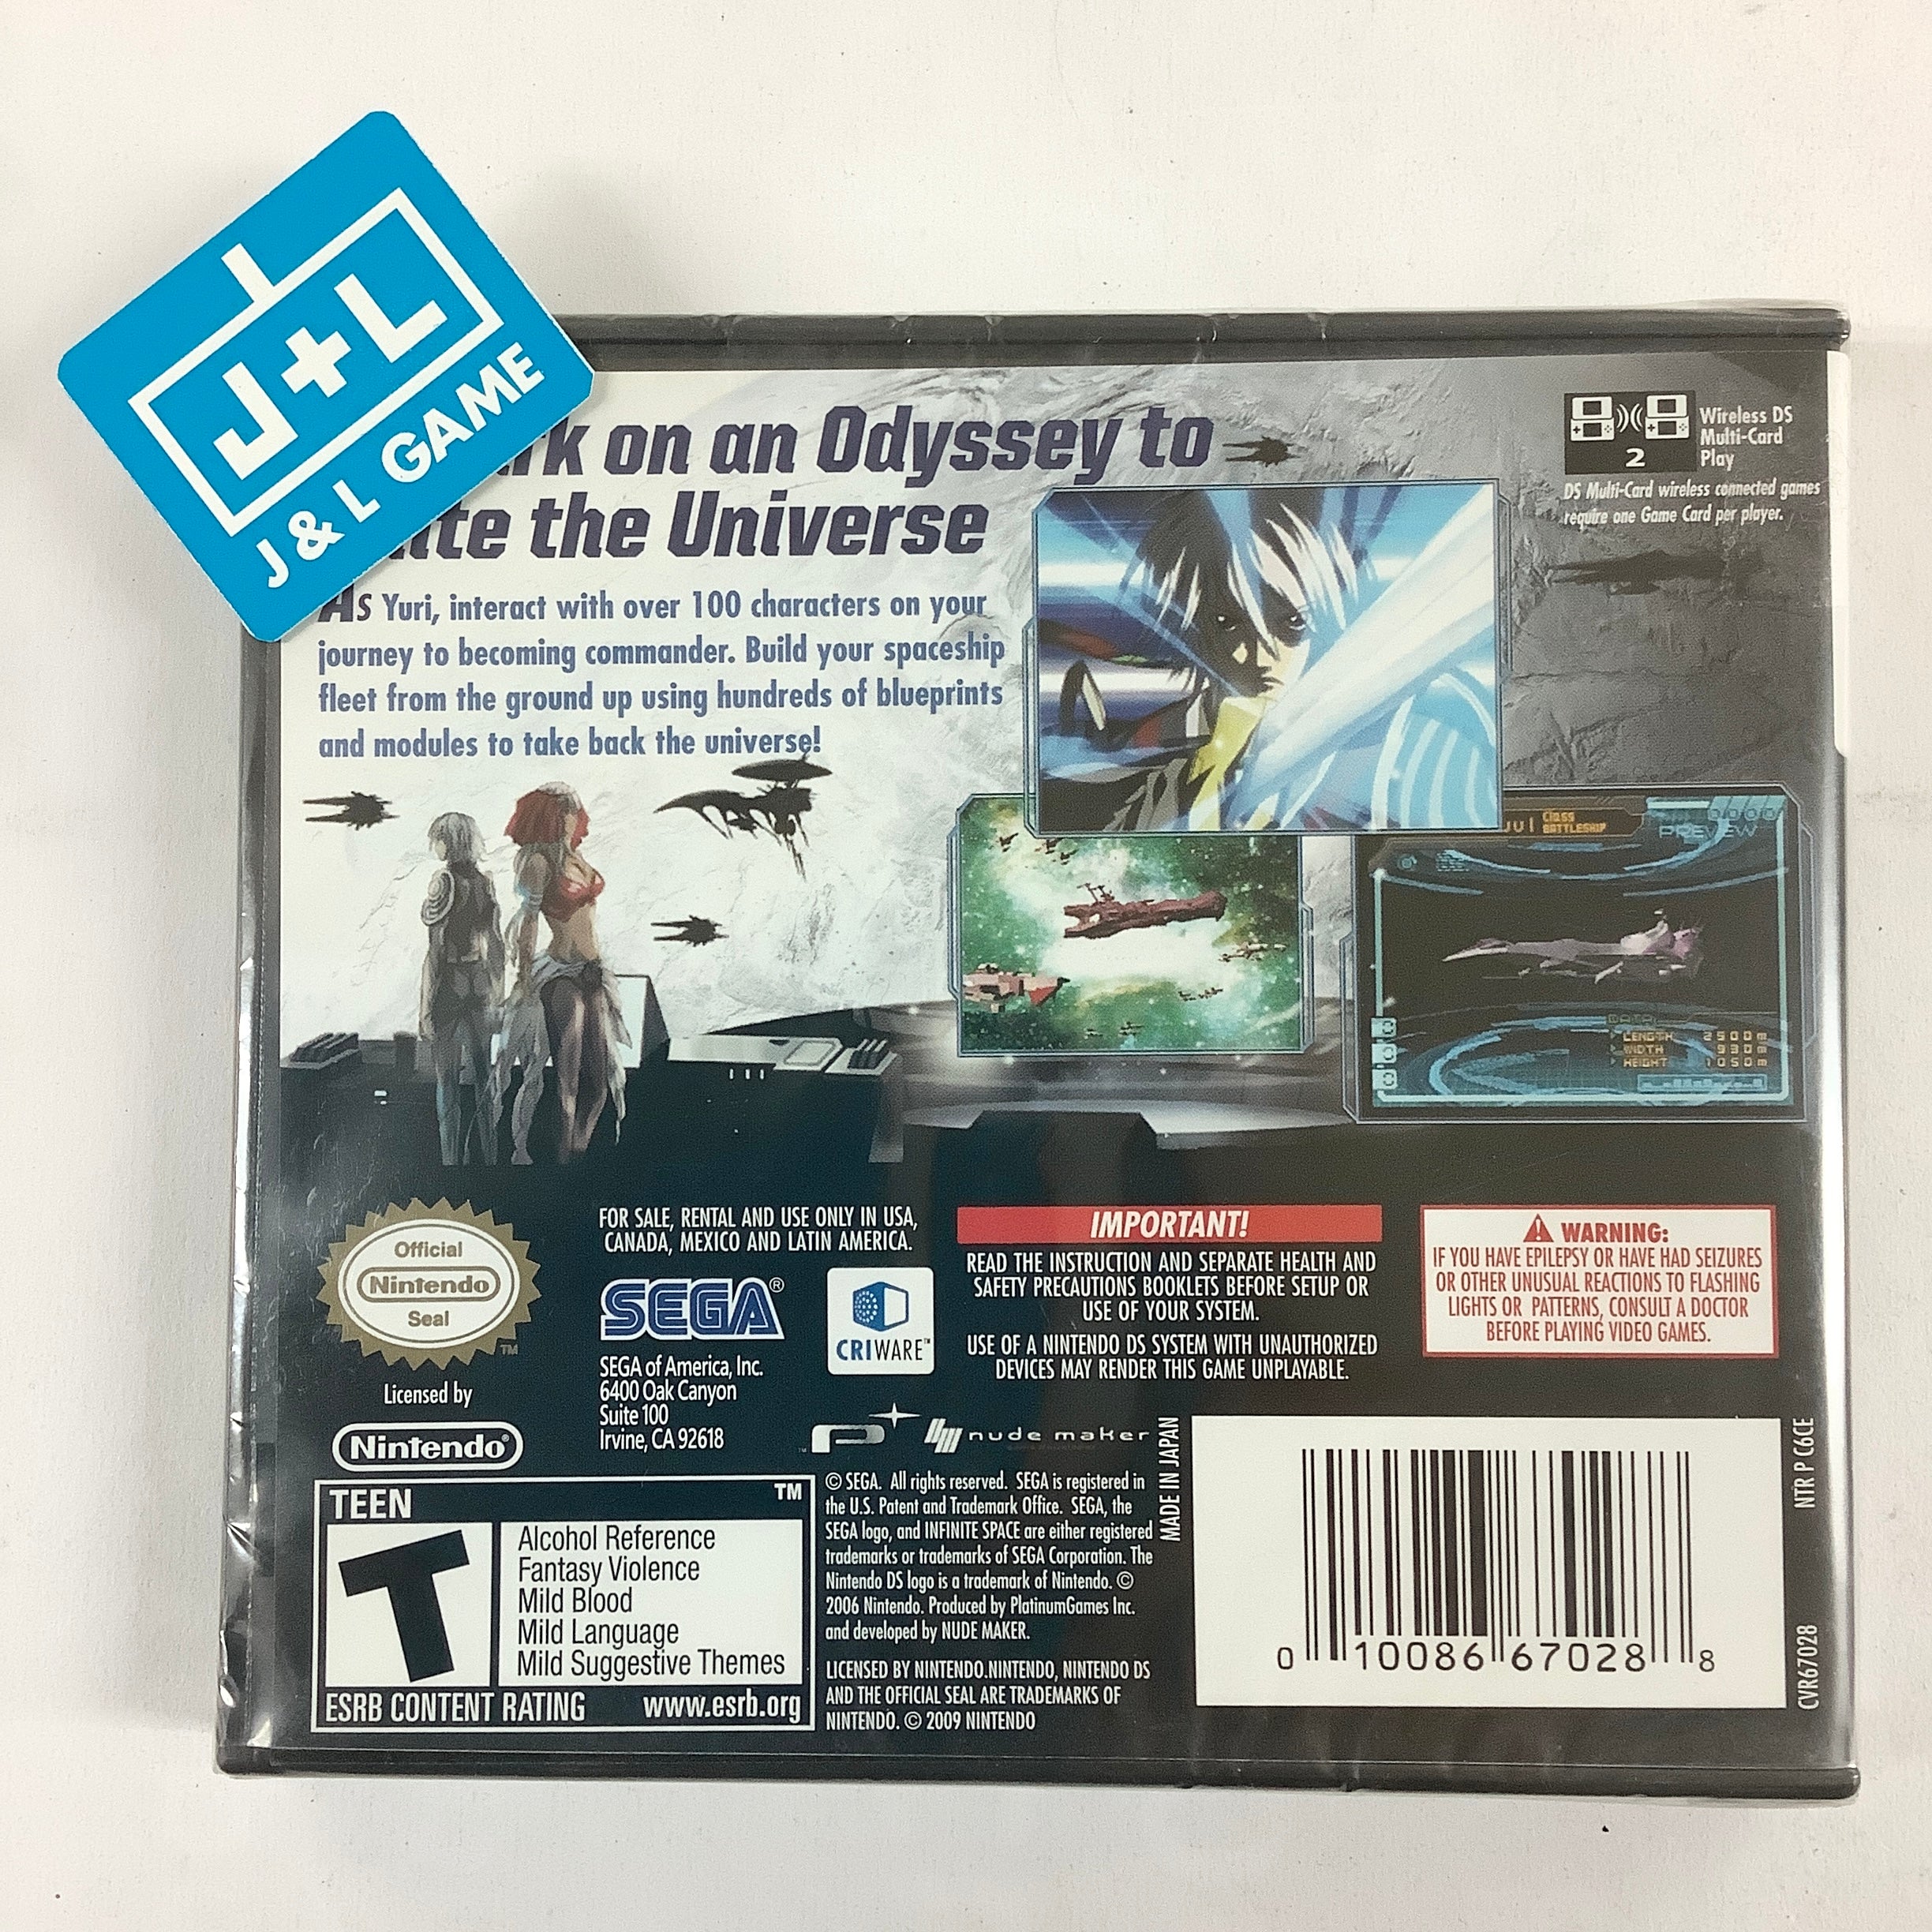 J+L
J & L GAME
on an Odyssey to
the Universe
As Yuri, interact with over 100 characters on your
journey to becoming commander. Build your spaceship
fleet from the ground up using hundreds of blueprints
and modules to take back the universe!
2
Wireless DS
Multi-Card
Play
DS Multi-Card wireless connected games
require one Game Card per player.
Class
BATTLESHIP
PREVIEW
DATA
LENGTH 2500m
WIDTH 930m
HEIGHT 1050m
Official
Nintendo
Seal
TM
Licensed by
Nintendo®
FOR SALE, RENTAL AND USE ONLY IN USA,
CANADA, MEXICO AND LATIN AMERICA.
SEGA®
CRIWARE™
SEGA of America, Inc.
6400 Oak Canyon
Suite 100
Irvine, CA 92618
IMPORTANT!
READ THE INSTRUCTION AND SEPARATE HEALTH AND
SAFETY PRECAUTIONS BOOKLETS BEFORE SETUP OR
USE OF YOUR SYSTEM.
USE OF A NINTENDO DS SYSTEM WITH UNAUTHORIZED
DEVICES MAY RENDER THIS GAME UNPLAYABLE.
WARNING:
IF YOU HAVE EPILEPSY OR HAVE HAD SEIZURES
OR OTHER UNUSUAL REACTIONS TO FLASHING
LIGHTS OR PATTERNS, CONSULT A DOCTOR
BEFORE PLAYING VIDEO GAMES.
nude maker
TEEN TM
T
Alcohol Reference
Fantasy Violence
Mild Blood
Mild Language
Mild Suggestive Themes
ESRB CONTENT RATING www.esrb.org
© SEGA. All rights reserved. SEGA is registered in
the U.S. Patent and Trademark Office. SEGA, the
SEGA logo, and INFINITE SPACE are either registered
trademarks or trademarks of SEGA Corporation. The
Nintendo DS logo is a trademark of Nintendo. ©
2006 Nintendo. Produced by PlatinumGames Inc.
and developed by NUDE MAKER.
LICENSED BY NINTENDO.NINTENDO, NINTENDO DS
AND THE OFFICIAL SEAL ARE TRADEMARKS OF
NINTENDO. © 2009 NINTENDO
MADE IN JAPAN
0 10086 67028 8
NTR P C6CE
CVR67028